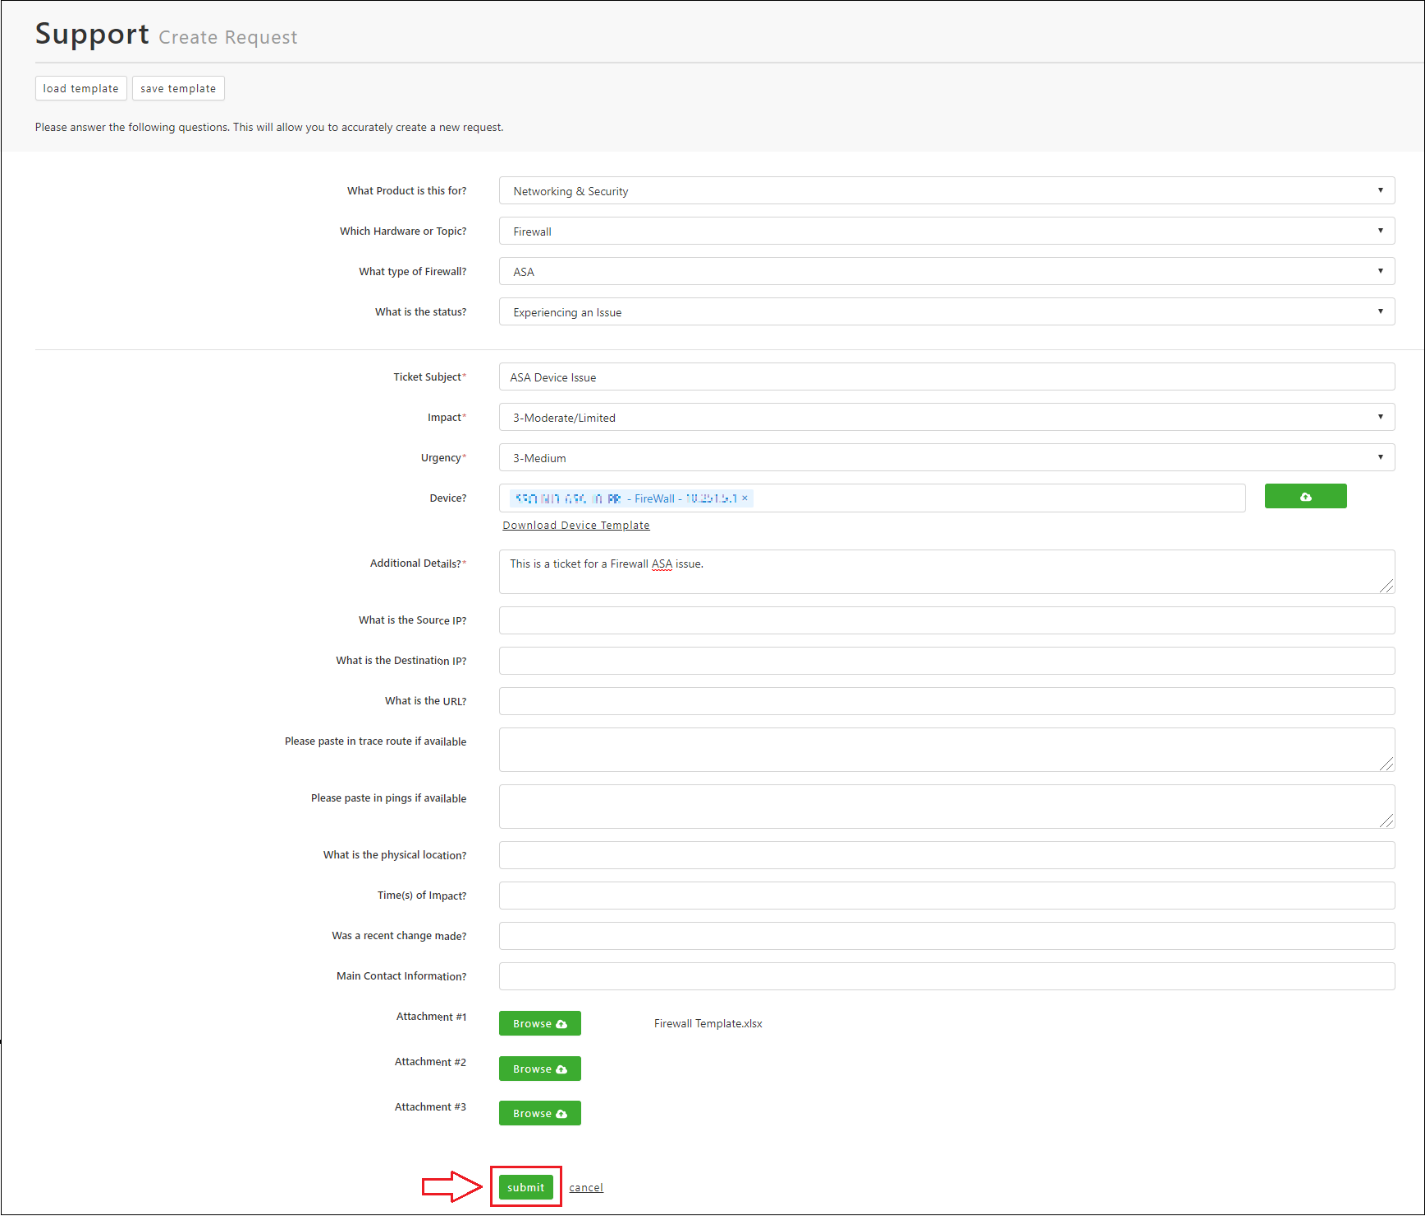 Support Create Request
load template save template
Please answer the following questions. This will allow you to accurately create a new request.
What Product is this for? Networking & Security
Which Hardware or Topic? Firewall
What type of Firewall? ASA
What is the status? Experiencing an Issue
Ticket Subject* ASA Device Issue
Impact* 3-Moderate/Limited
Urgency* 3-Medium
Device? - FireWall - ×
Download Device Template
Additional Details?* This is a ticket for a Firewall ASA issue.
What is the Source IP?
What is the Destination IP?
What is the URL?
Please paste in trace route if available
Please paste in pings if available
What is the physical location?
Time(s) of Impact?
Was a recent change made?
Main Contact Information?
Attachment #1 Browse Firewall Template.xlsx
Attachment #2 Browse
Attachment #3 Browse
submit cancel